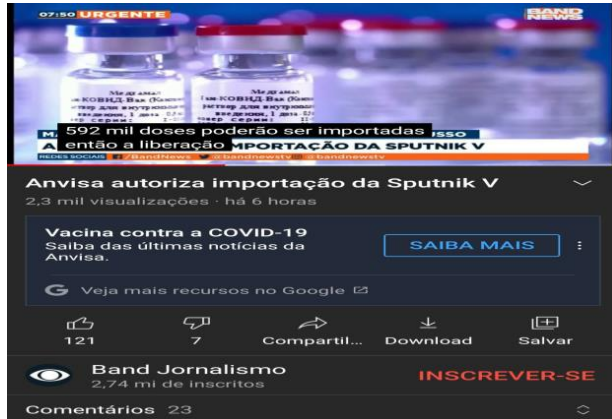 07:50 URGENTE
BAND
NEWS
592 mil doses poderão ser importadas
então a liberação
USSO
MPORTAÇÃO DA SPUTNIK V
REDES SOCIAIS /BandNews @bandnewstv @bandnewstv
Anvisa autoriza importação da Sputnik V
2,3 mil visualizações · há 6 horas
Vacina contra a COVID-19
Saiba das últimas notícias da
Anvisa.
SAIBA MAIS
G Veja mais recursos no Google
121
7
Compartil...
Download
Salvar
Band Jornalismo
2,74 mi de inscritos
INSCREVER-SE
Comentários 23